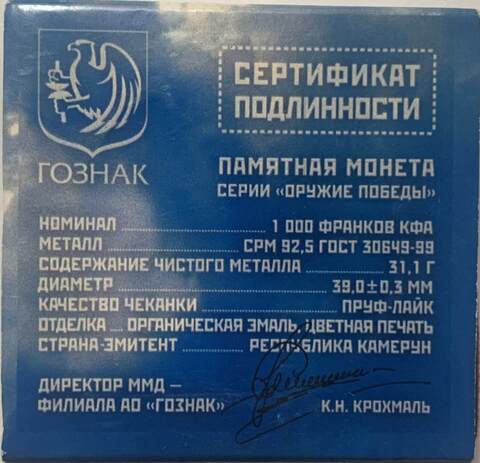 СЕРТИФИКАТ
ПОДЛИННОСТИ
ГОЗНАК
ПАМЯТНАЯ МОНЕТА
СЕРИИ «ОРУЖИЕ ПОБЕДЫ»
НОМИНАЛ 1 000 ФРАНКОВ КФА
МЕТАЛЛ СРМ 92,5 ГОСТ 30649-99
СОДЕРЖАНИЕ ЧИСТОГО МЕТАЛЛА 31,1 Г
ДИАМЕТР 39,0±0,3 ММ
КАЧЕСТВО ЧЕКАНКИ ПРУФ-ЛАЙК
ОТДЕЛКА ОРГАНИЧЕСКАЯ ЭМАЛЬ, ЦВЕТНАЯ ПЕЧАТЬ
СТРАНА-ЭМИТЕНТ РЕСПУБЛИКА КАМЕРУН
ДИРЕКТОР ММД –
ФИЛИАЛА АО «ГОЗНАК» К.Н. КРОХМАЛЬ